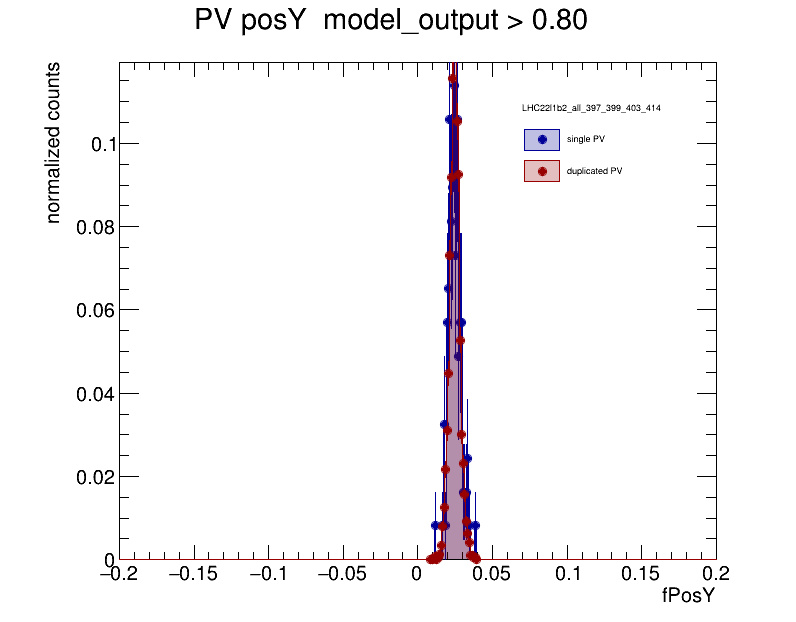 PV posY model_output > 0.80
normalized counts
LHC22l1b2_all_397_399_403_414
single PV
duplicated PV
0.1
0.08
0.06
0.04
0.02
0
−0.2 −0.15 −0.1 −0.05 0 0.05 0.1 0.15 0.2
fPosY